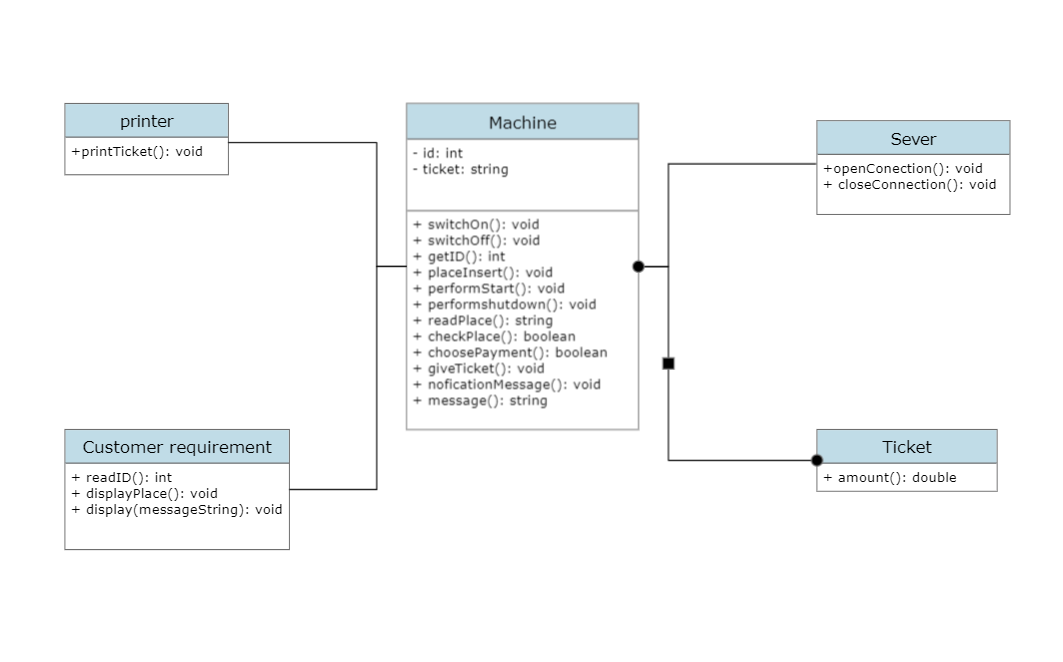 printer
+printTicket(): void
Machine
- id: int
- ticket: string
+ switchOn(): void
+ switchOff(): void
+ getID(): int
+ placeInsert(): void
+ performStart(): void
+ performshutdown(): void
+ readPlace(): string
+ checkPlace(): boolean
+ choosePayment(): boolean
+ giveTicket(): void
+ noficationMessage(): void
+ message(): string
Sever
+openConection(): void
+ closeConnection(): void
Customer requirement
+ readID(): int
+ displayPlace(): void
+ display(messageString): void
Ticket
+ amount(): double